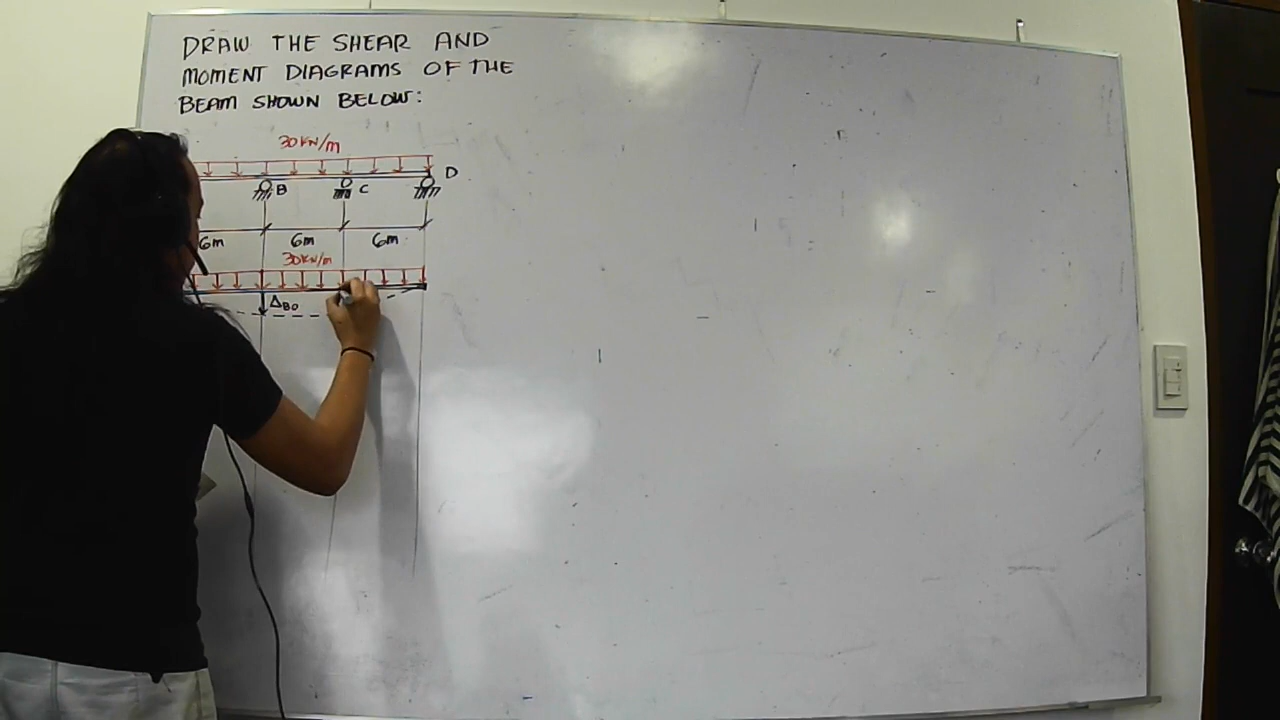 DRAW THE SHEAR AND
MOMENT DIAGRAMS OF THE
BEAM SHOWN BELOW:
30KN/m
B C D
6m 6m 6m
30KN/m
ΔBO